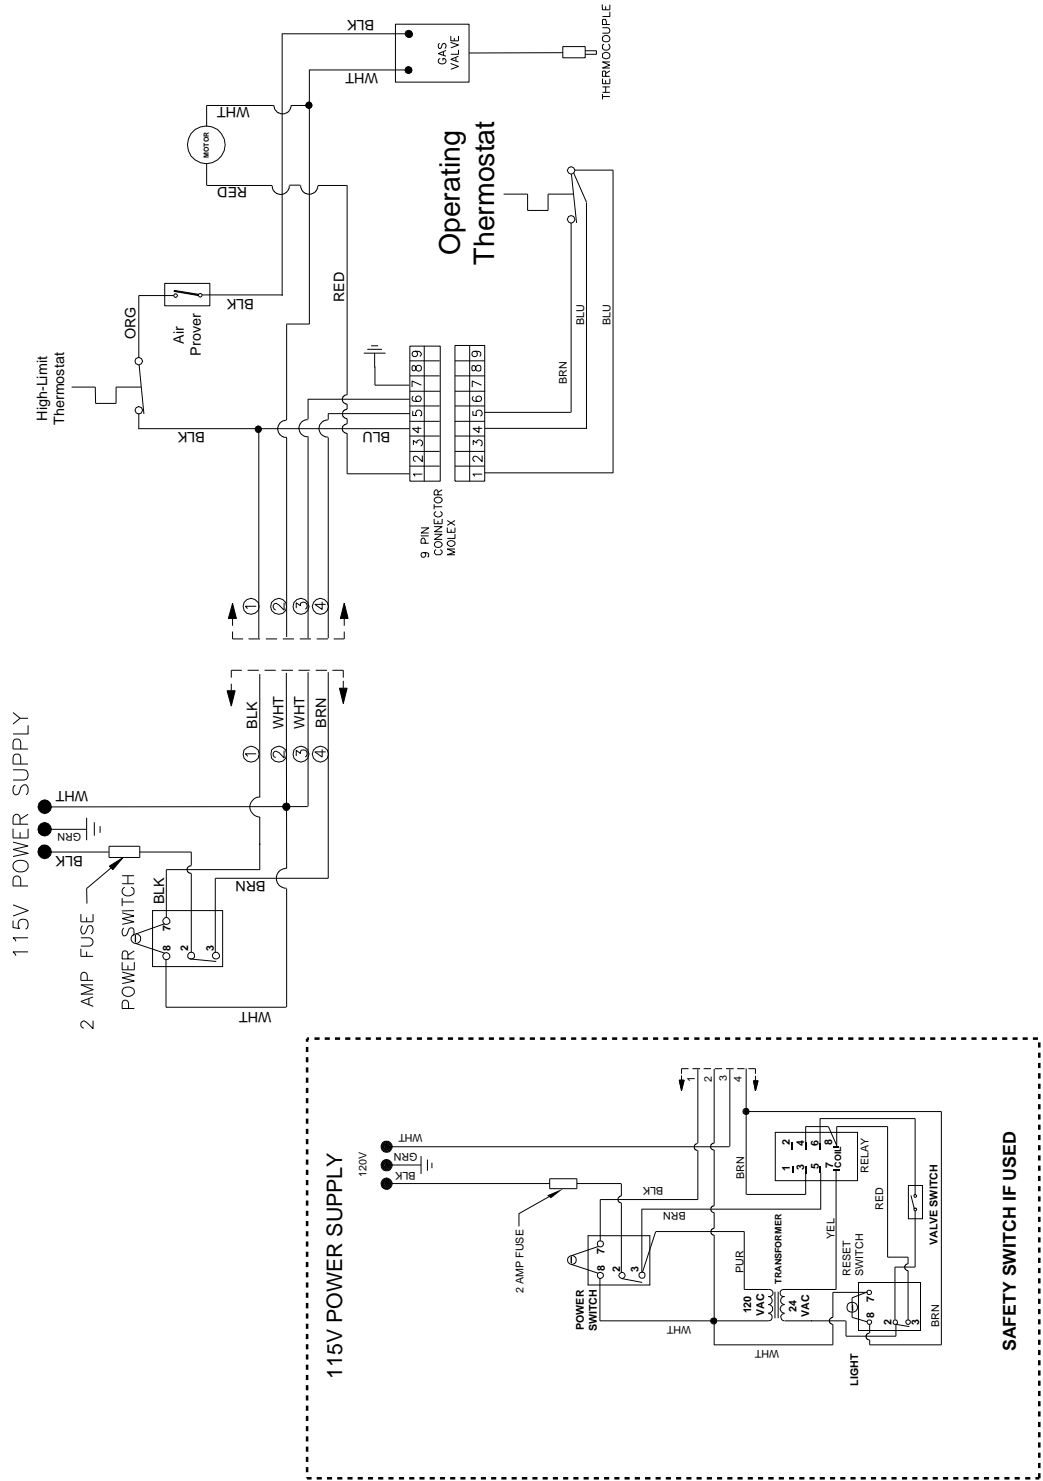 115V POWER SUPPLY
BLK
GRN
WHT
2 AMP FUSE
POWER SWITCH
8
7
2
3
BLK
BRN
WHT
1
2
3
4
BLK
WHT
WHT
BRN
1
2
3
4
High-Limit
Thermostat
ORG
Air
Prover
BLK
BLK
BLU
RED
RED
MOTOR
WHT
BLK
WHT
GAS
VALVE
THERMOCOUPLE
9 PIN
CONNECTOR
MOLEX
1 2 3 4 5 6 7 8 9
1 2 3 4 5 6 7 8 9
BRN
BLU
BLU
Operating
Thermostat
115V POWER SUPPLY
120V
BLK
GRN
WHT
2 AMP FUSE
POWER
SWITCH
8
7
2
3
BLK
BRN
WHT
WHT
PUR
120
VAC
24
VAC
TRANSFORMER
YEL
BRN
1
2
3
4
1
2
3
4
5
6
7
8
COIL
RELAY
RED
RESET
SWITCH
8
7
2
3
LIGHT
BRN
VALVE SWITCH
SAFETY SWITCH IF USED